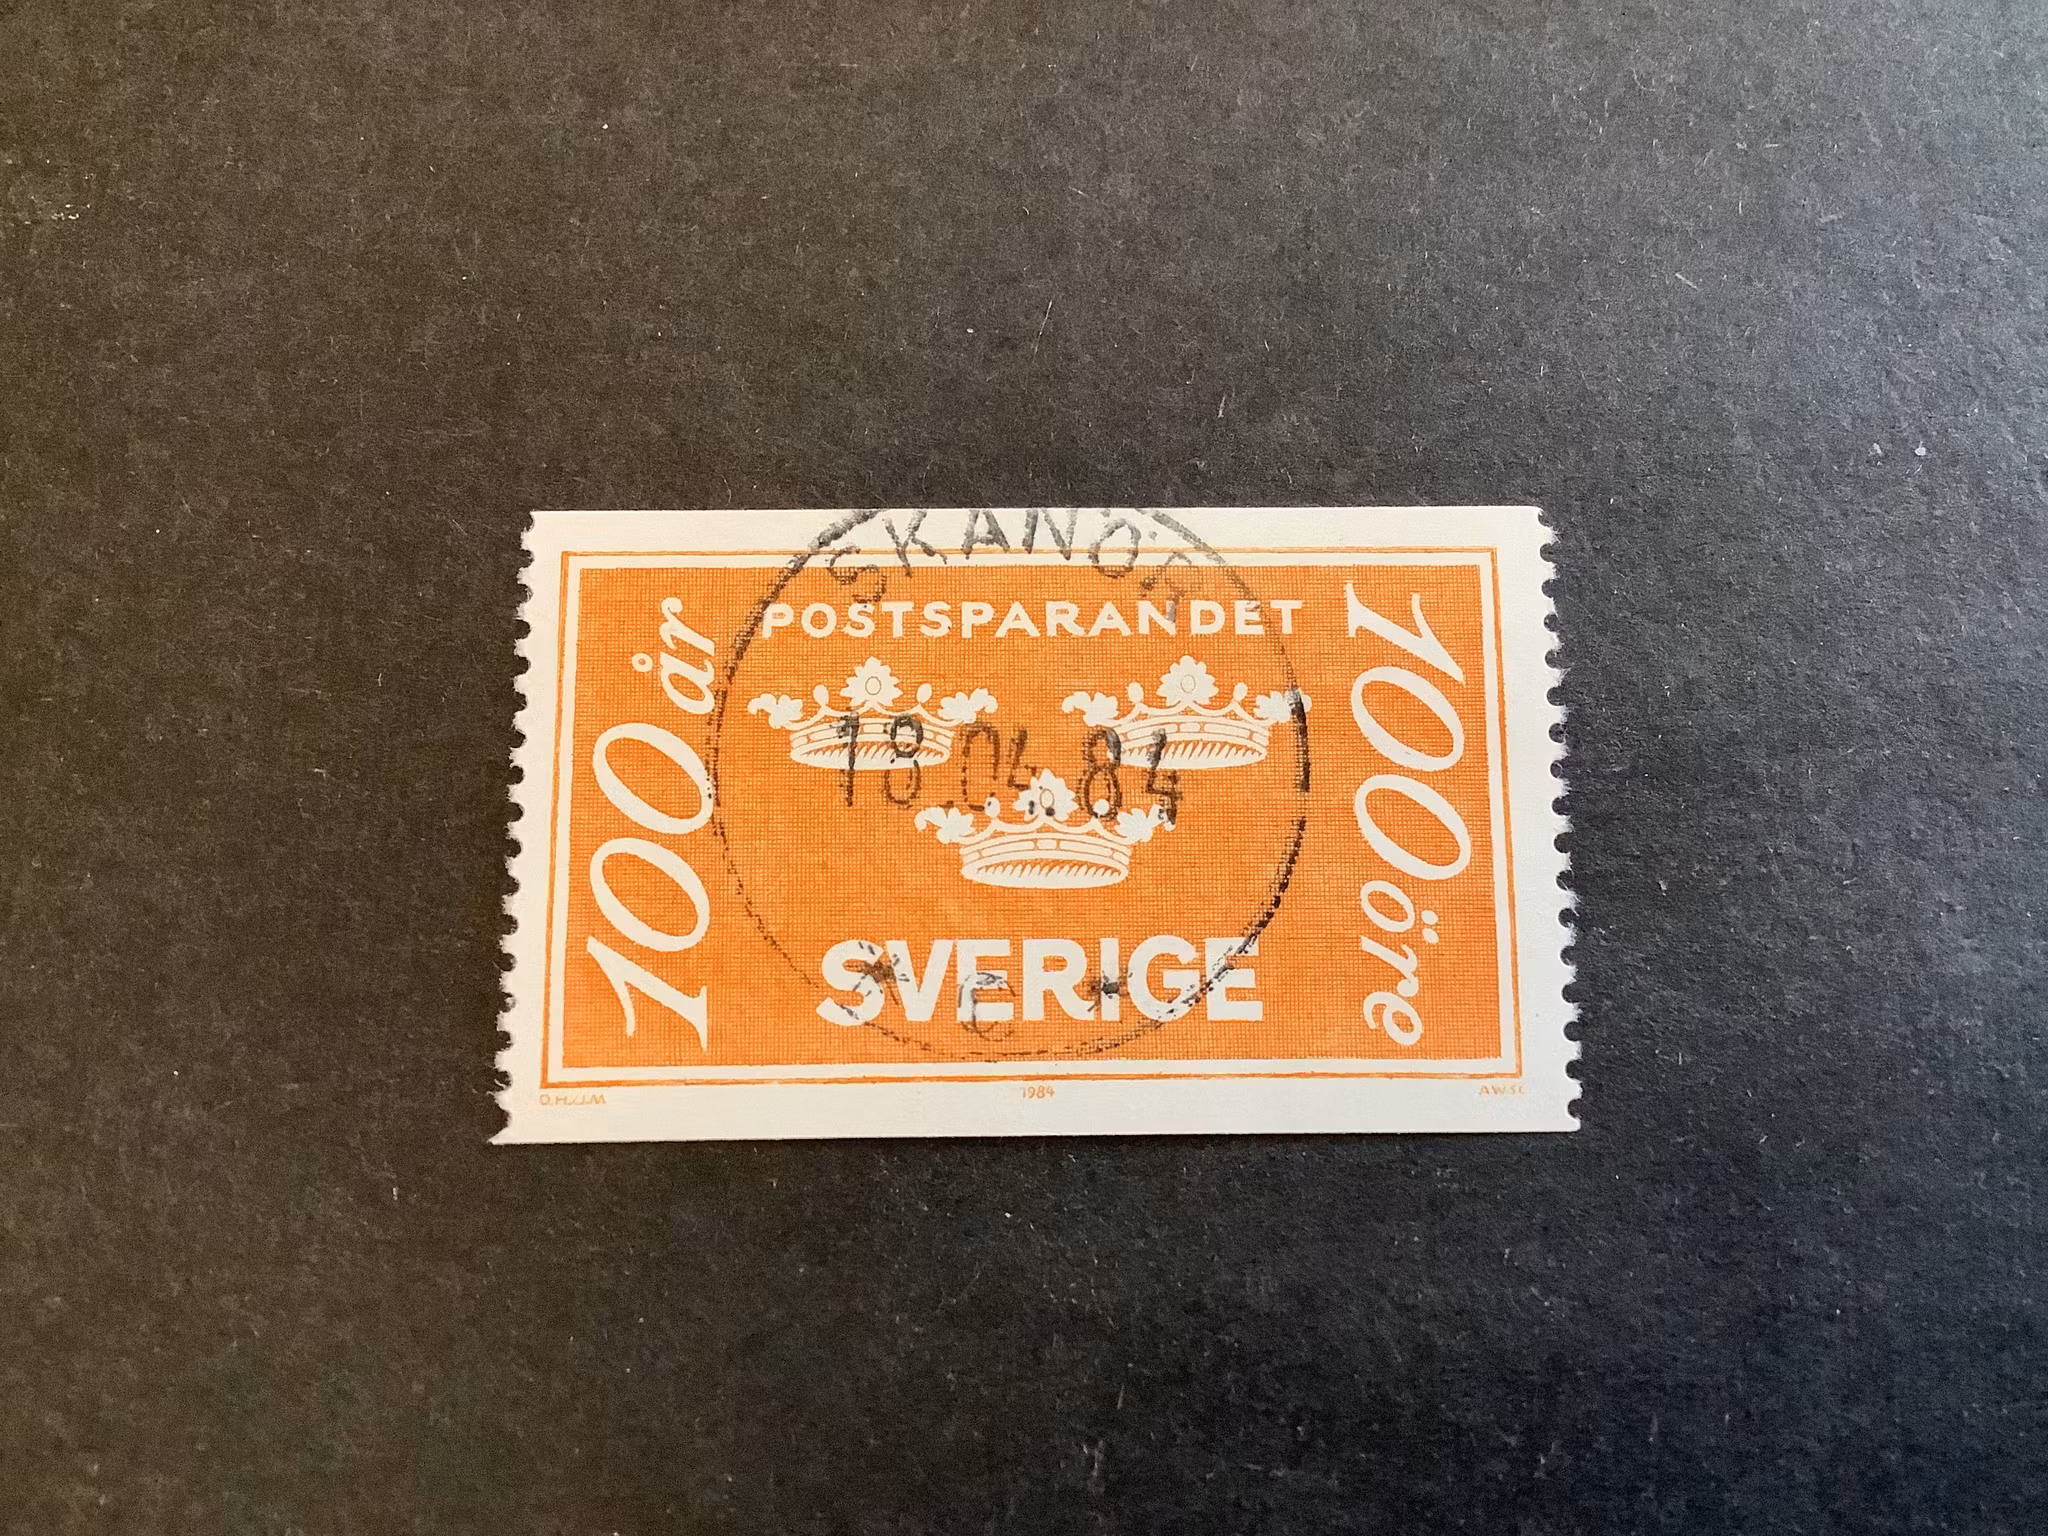 SKANÖR
POSTSPARANDET
100 år
100 öre
18.04.84
SVERIGE
* C *
1984